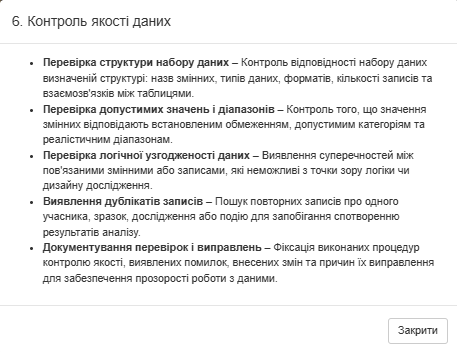 6. Контроль якості даних
• Перевірка структури набору даних – Контроль відповідності набору даних
визначеній структурі: назв змінних, типів даних, форматів, кількості записів та
взаємозв'язків між таблицями.
• Перевірка допустимих значень і діапазонів – Контроль того, що значення
змінних відповідають встановленим обмеженням, допустимим категоріям та
реалістичним діапазонам.
• Перевірка логічної узгодженості даних – Виявлення суперечностей між
пов'язаними змінними або записами, які неможливі з точки зору логіки чи
дизайну дослідження.
• Виявлення дублікатів записів – Пошук повторних записів про одного
учасника, зразок, дослідження або подію для запобігання спотворенню
результатів аналізу.
• Документування перевірок і виправлень – Фіксація виконаних процедур
контролю якості, виявлених помилок, внесених змін та причин їх виправлення
для забезпечення прозорості роботи з даними.
Закрити